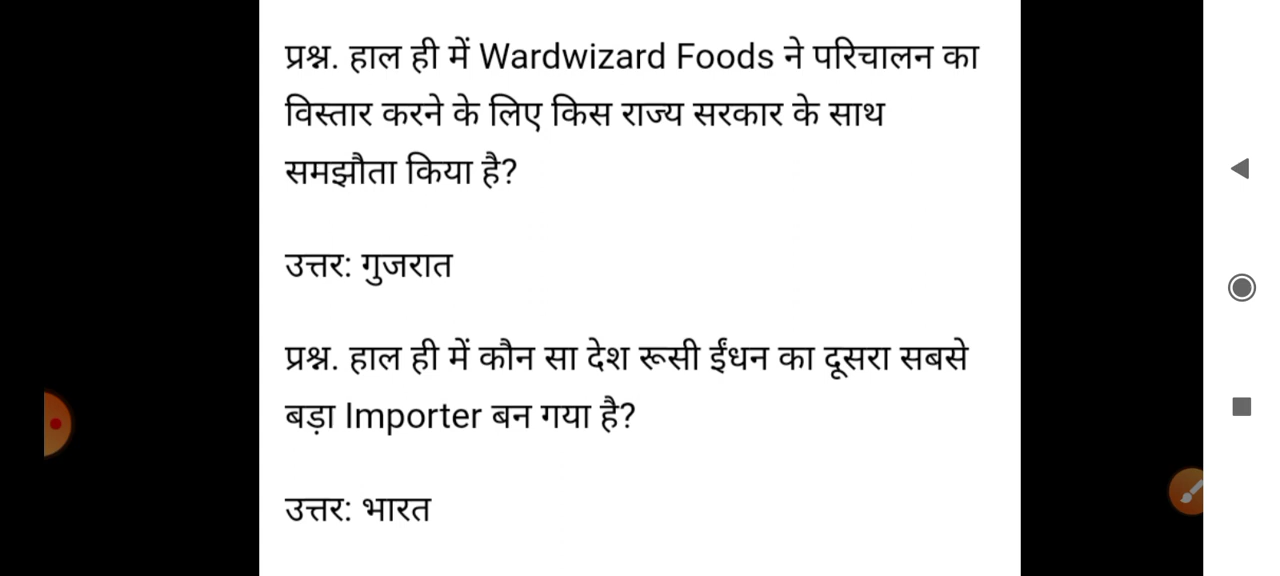 प्रश्न. हाल ही में Wardwizard Foods ने परिचालन का
विस्तार करने के लिए किस राज्य सरकार के साथ
समझौता किया है?
उत्तर: गुजरात
प्रश्न. हाल ही में कौन सा देश रूसी ईंधन का दूसरा सबसे
बड़ा Importer बन गया है?
उत्तर: भारत